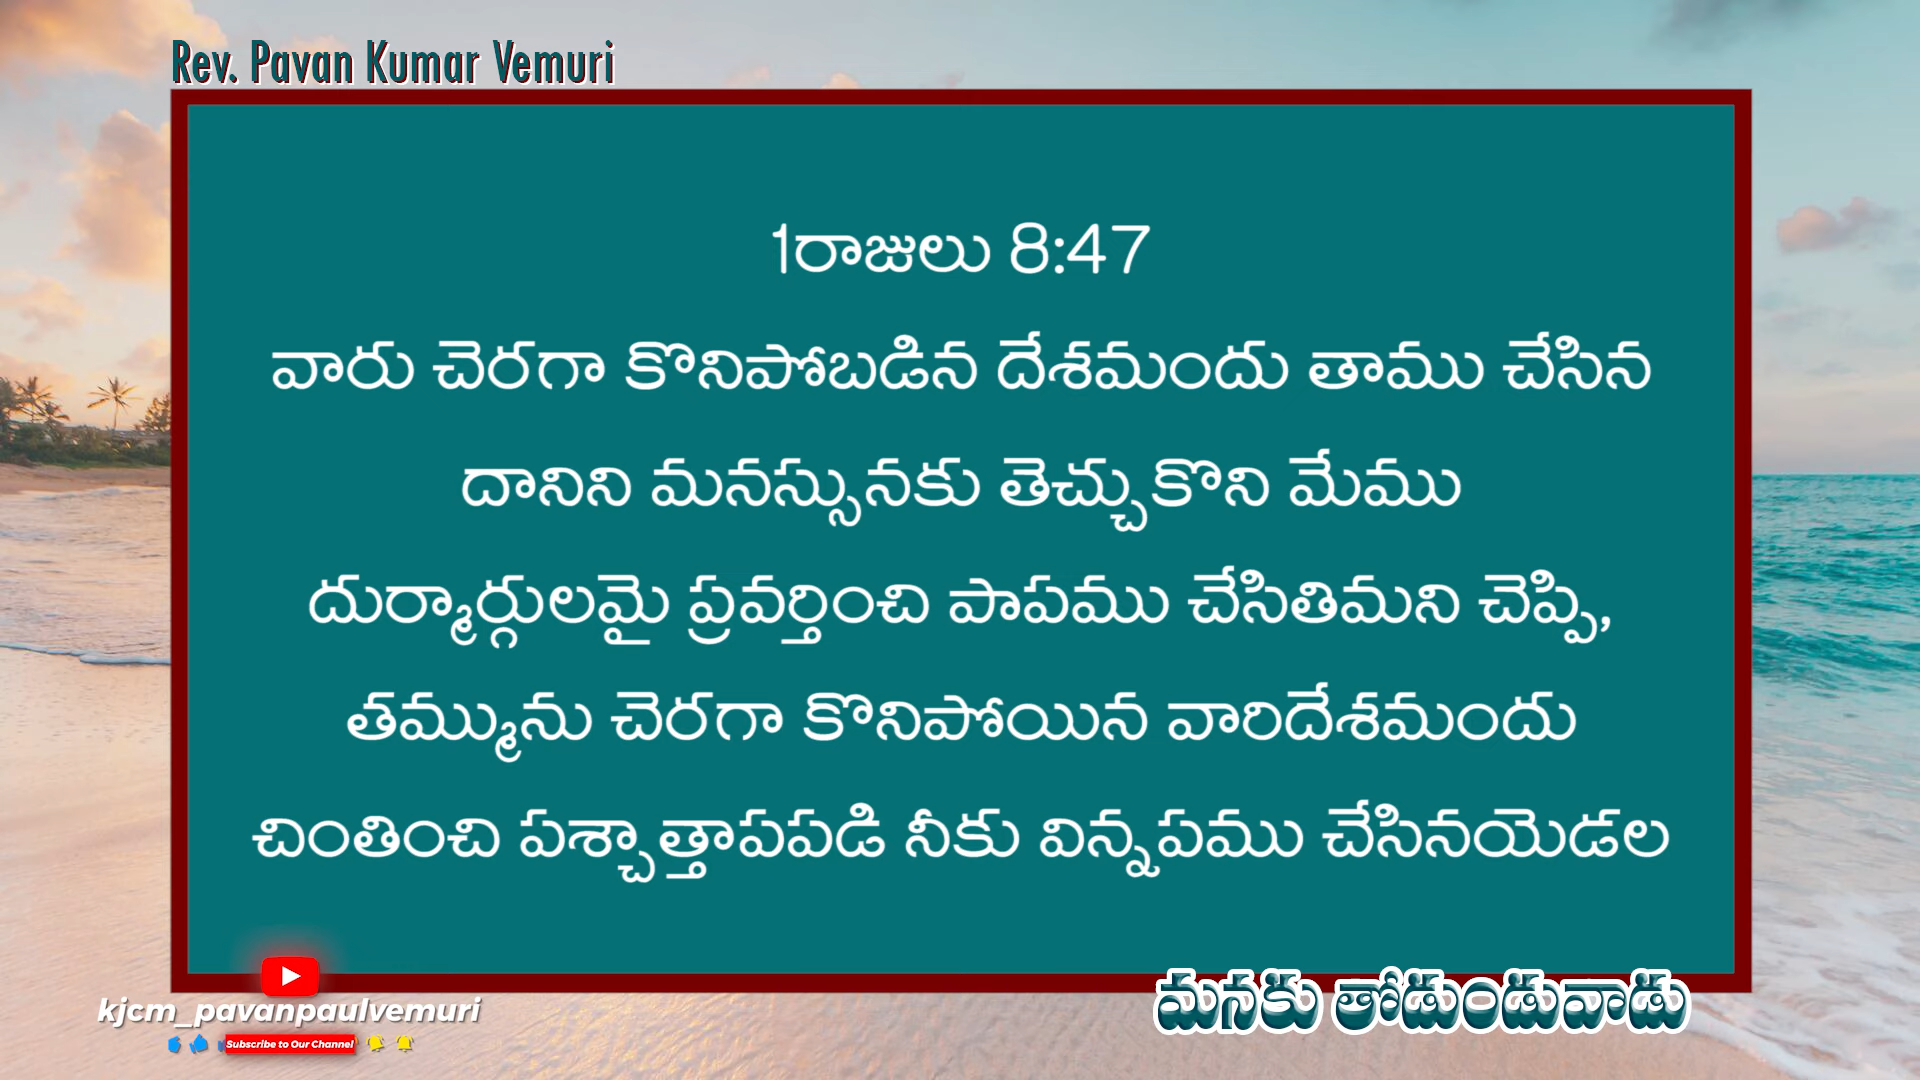 Rev. Pavan Kumar Vemuri
1రాజులు 8:47
వారు చెరగా కొనిపోబడిన దేశమందు తాము చేసిన
దానిని మనస్సునకు తెచ్చుకొని మేము
దుర్మార్గులమై ప్రవర్తించి పాపము చేసితిమని చెప్పి,
తమ్మును చెరగా కొనిపోయిన వారిదేశమందు
చింతించి పశ్చాత్తాపపడి నీకు విన్నపము చేసినయెడల
మనకు తోడుండువాడు
kjcm_pavanpaulvemuri
Subscribe to Our Channel